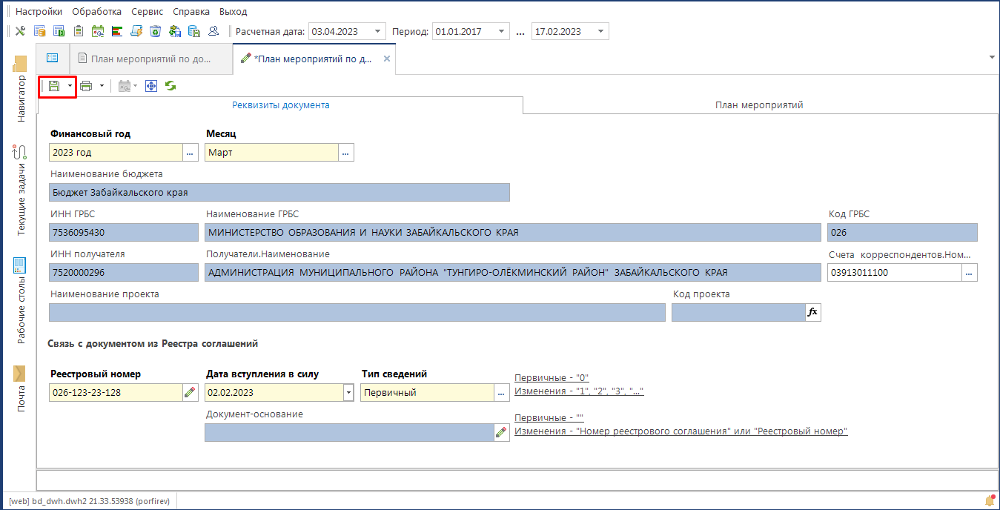 Настройки Обработка Сервис Справка Выход
Расчетная дата: 03.04.2023 Период: 01.01.2017 ... 17.02.2023
План мероприятий по до... *План мероприятий по д...
Навигатор
Текущие задачи
Рабочие столы
Почта
Реквизиты документа План мероприятий
Финансовый год Месяц
2023 год ... Март ...
Наименование бюджета
Бюджет Забайкальского края
ИНН ГРБС Наименование ГРБС Код ГРБС
7536095430 МИНИСТЕРСТВО ОБРАЗОВАНИЯ И НАУКИ ЗАБАЙКАЛЬСКОГО КРАЯ 026
ИНН получателя Получатели.Наименование Счета корреспондентов.Ном...
7520000296 АДМИНИСТРАЦИЯ МУНИЦИПАЛЬНОГО РАЙОНА "ТУНГИРО-ОЛЁКМИНСКИЙ РАЙОН" ЗАБАЙКАЛЬСКОГО КРАЯ 03913011100 ...
Наименование проекта Код проекта
fx
Связь с документом из Реестра соглашений
Реестровый номер Дата вступления в силу Тип сведений
026-123-23-128 02.02.2023 Первичный ...
Первичные - "0"
Изменения - "1", "2", "3", "..."
Документ-основание
Первичные - ""
Изменения - "Номер реестрового соглашения" или "Реестровый номер"
[web] bd_dwh.dwh2 21.33.53938 (porfirev)